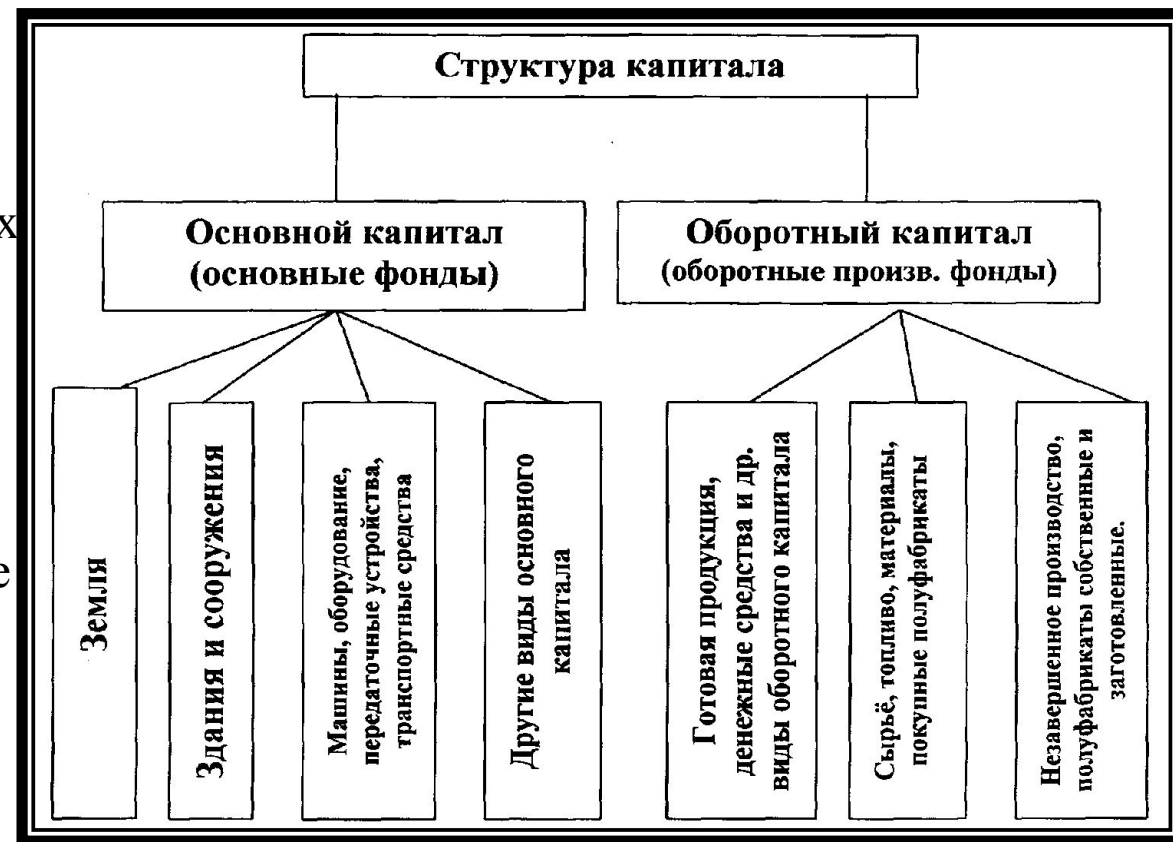 Структура капитала
х
Основной капитал
(основные фонды)
Оборотный капитал
(оборотные произв. фонды)
Земля
Здания и сооружения
Машины, оборудование,
передаточные устройства,
транспортные средства
Другие виды основного
капитала
Готовая продукция,
денежные средства и др.
виды оборотного капитала
Сырьё, топливо, материалы,
покупные полуфабрикаты
Незавершенное производство,
полуфабрикаты собственные и
заготовленные.
е